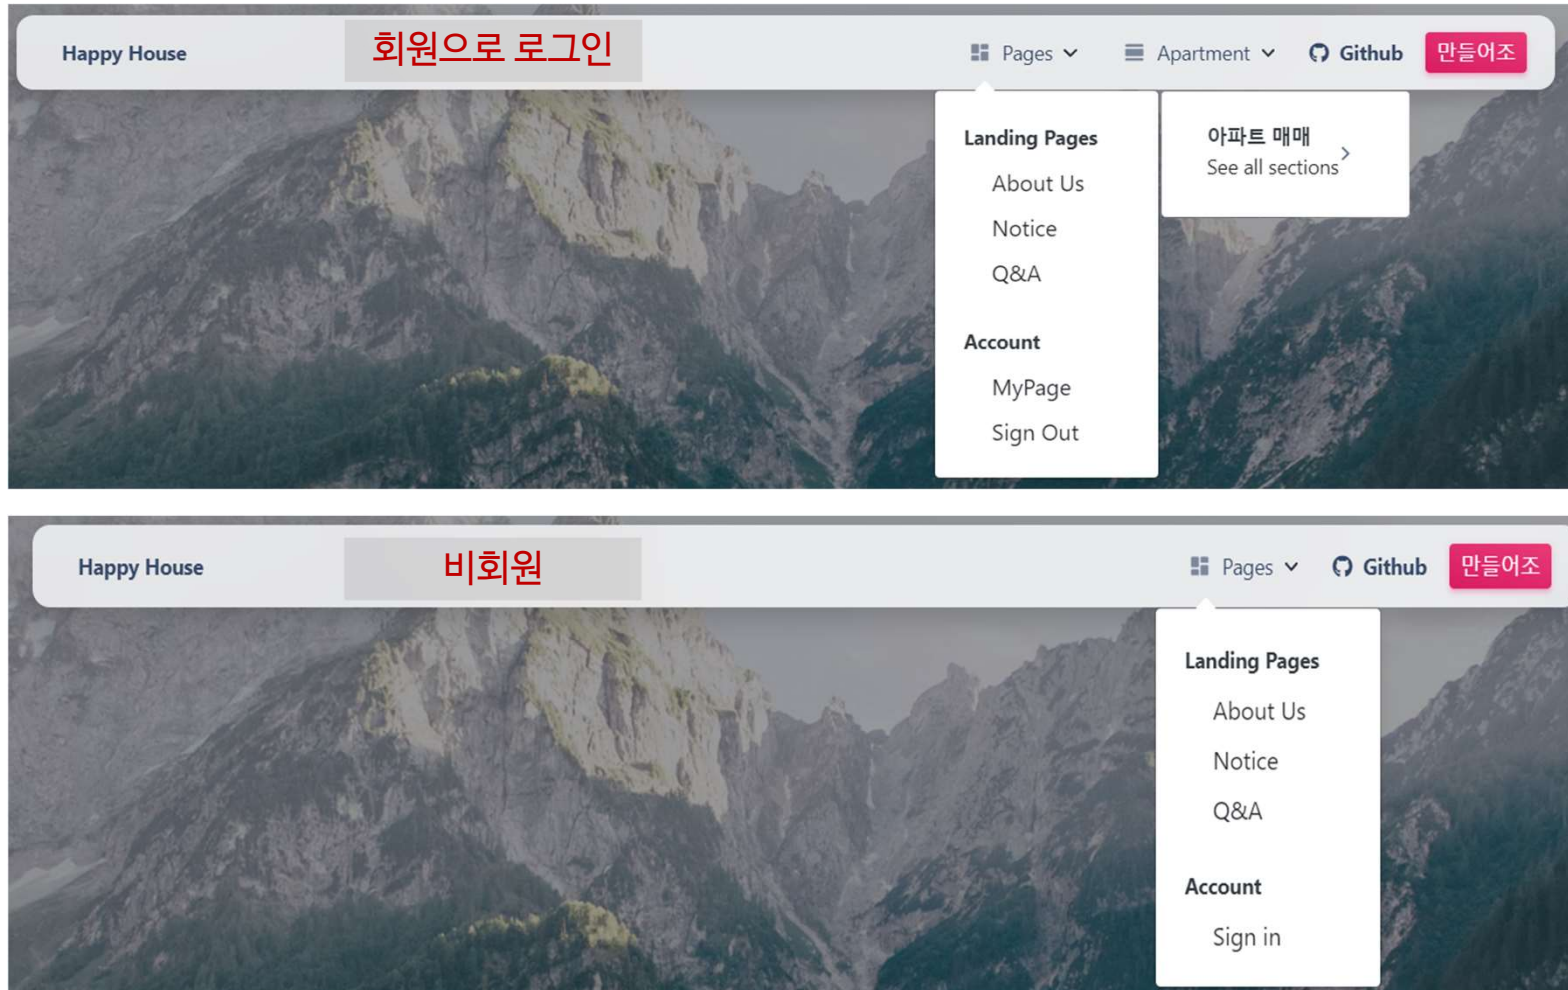 Happy House 회원으로 로그인 Pages Apartment Github 만들어조
Landing Pages
About Us
Notice
Q&A
Account
MyPage
Sign Out
아파트 매매
See all sections
Happy House 비회원 Pages Github 만들어조
Landing Pages
About Us
Notice
Q&A
Account
Sign in